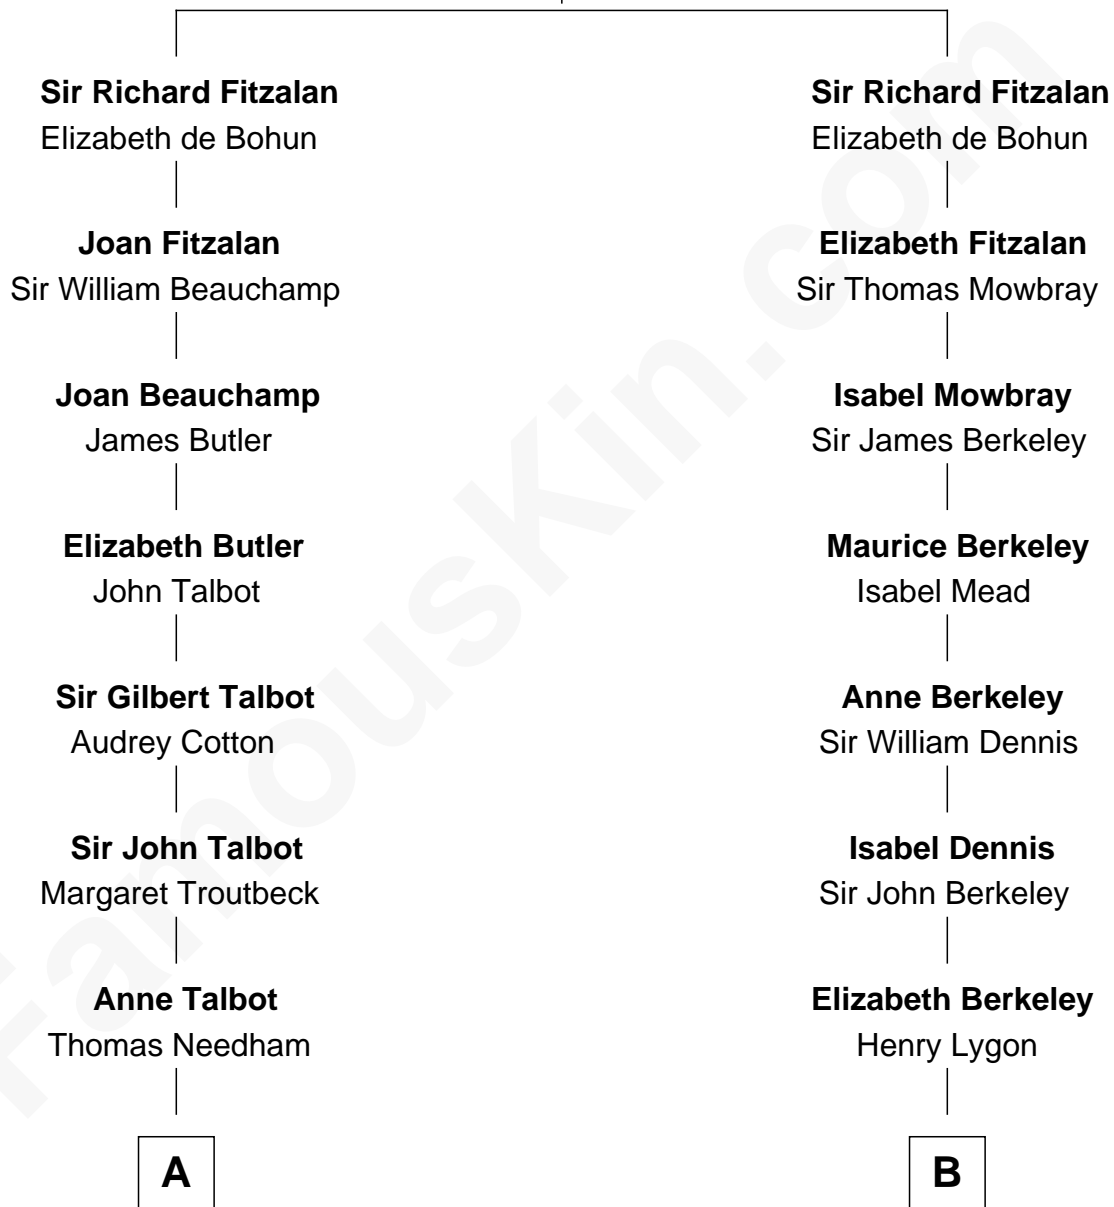 Sir Richard Fitzalan
Elizabeth de Bohun
Joan Fitzalan
Sir William Beauchamp
Joan Beauchamp
James Butler
Elizabeth Butler
John Talbot
Sir Gilbert Talbot
Audrey Cotton
Sir John Talbot
Margaret Troutbeck
Anne Talbot
Thomas Needham
A
Sir Richard Fitzalan
Elizabeth de Bohun
Elizabeth Fitzalan
Sir Thomas Mowbray
Isabel Mowbray
Sir James Berkeley
Maurice Berkeley
Isabel Mead
Anne Berkeley
Sir William Dennis
Isabel Dennis
Sir John Berkeley
Elizabeth Berkeley
Henry Lygon
B
FamousKin.com